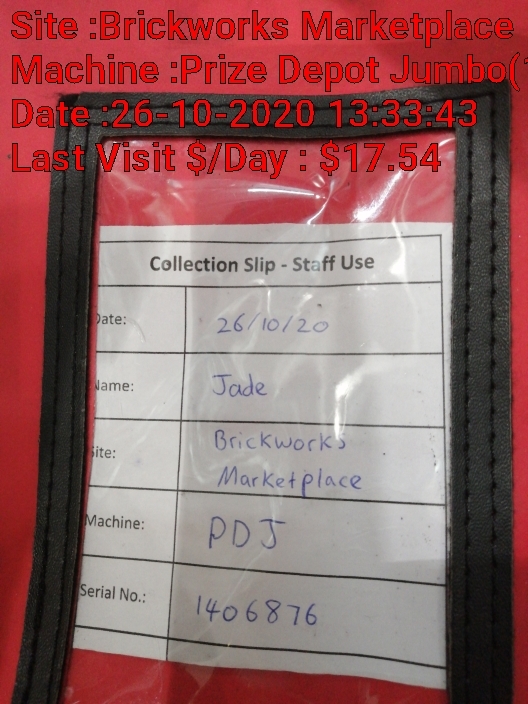 Site :Brickworks Marketplace
Machine :Prize Depot Jumbo(
Date :26-10-2020 13:33:43
Last Visit $/Day : $17.54
Collection Slip - Staff Use
Date: 26/10/20
Name: Jade
Site: Brickworks
Marketplace
Machine: PDJ
Serial No.: 1406876